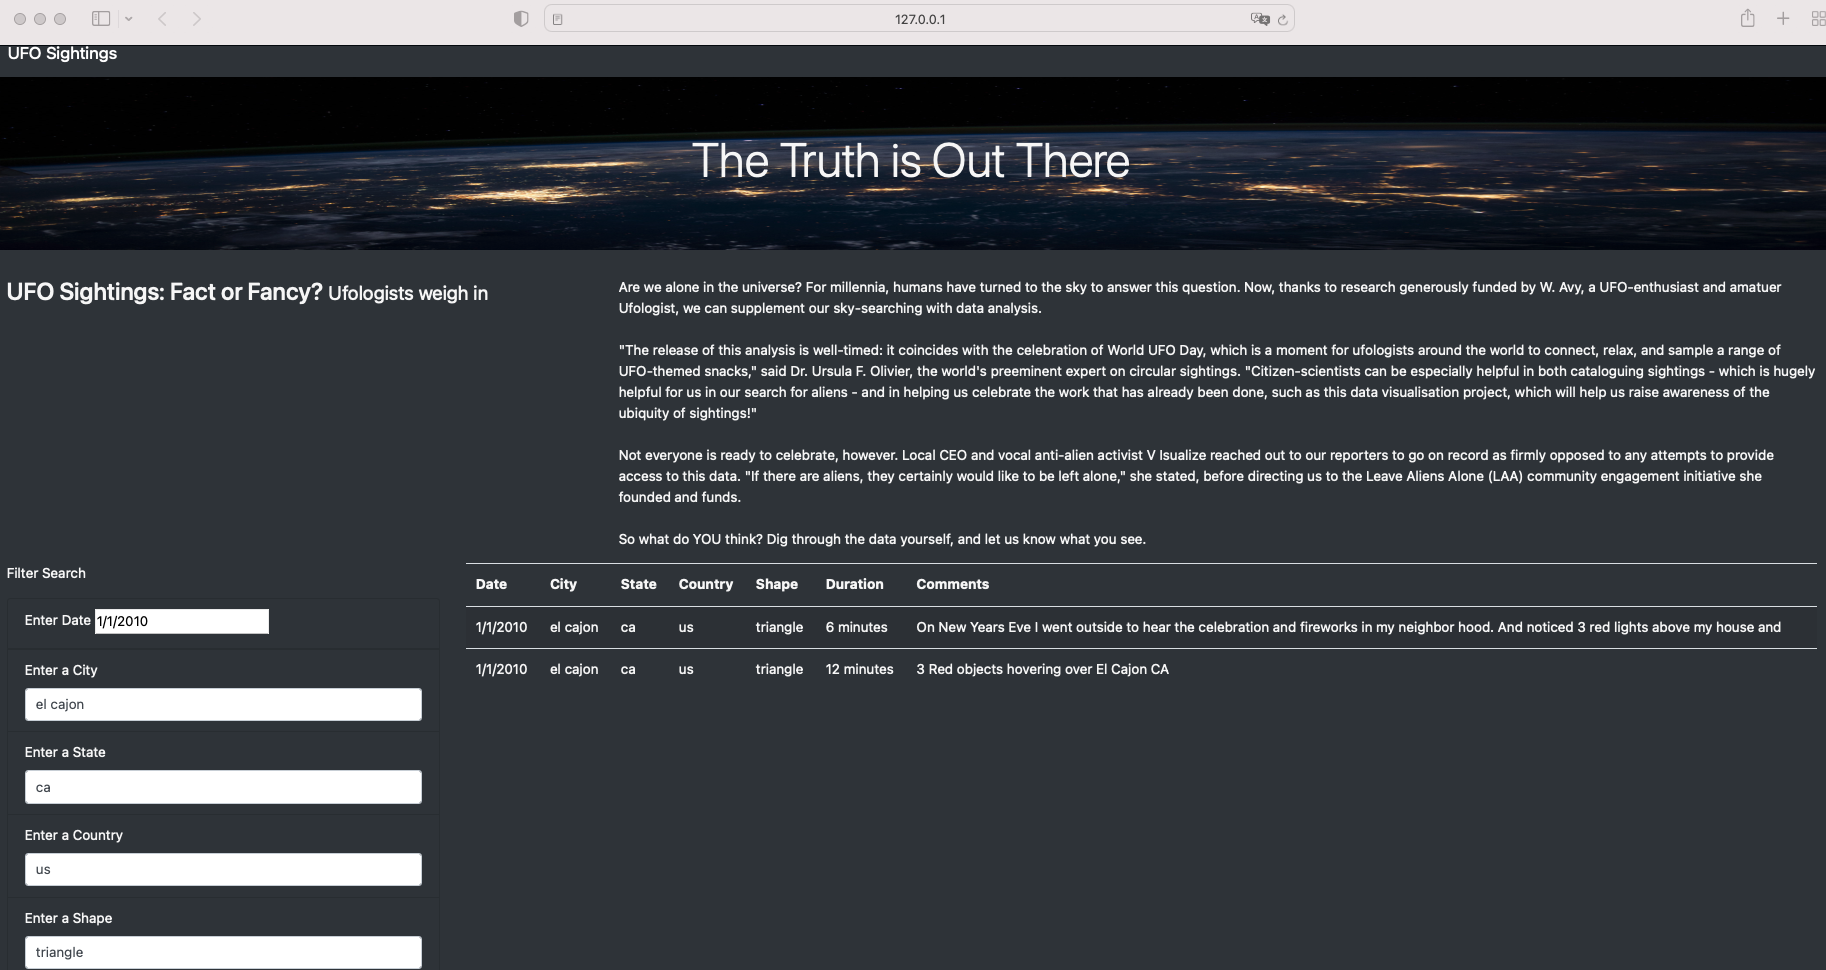 127.0.0.1
UFO Sightings
The Truth is Out There
UFO Sightings: Fact or Fancy? Ufologists weigh in
Are we alone in the universe? For millennia, humans have turned to the sky to answer this question. Now, thanks to research generously funded by W. Avy, a UFO-enthusiast and amatuer
Ufologist, we can supplement our sky-searching with data analysis.
"The release of this analysis is well-timed: it coincides with the celebration of World UFO Day, which is a moment for ufologists around the world to connect, relax, and sample a range of
UFO-themed snacks," said Dr. Ursula F. Olivier, the world's preeminent expert on circular sightings. "Citizen-scientists can be especially helpful in both cataloguing sightings - which is hugely
helpful for us in our search for aliens - and in helping us celebrate the work that has already been done, such as this data visualisation project, which will help us raise awareness of the
ubiquity of sightings!"
Not everyone is ready to celebrate, however. Local CEO and vocal anti-alien activist V Isualize reached out to our reporters to go on record as firmly opposed to any attempts to provide
access to this data. "If there are aliens, they certainly would like to be left alone," she stated, before directing us to the Leave Aliens Alone (LAA) community engagement initiative she
founded and funds.
So what do YOU think? Dig through the data yourself, and let us know what you see.
Filter Search
Enter Date 1/1/2010
Enter a City
el cajon
Enter a State
ca
Enter a Country
us
Enter a Shape
triangle
Date City State Country Shape Duration Comments
1/1/2010 el cajon ca us triangle 6 minutes On New Years Eve I went outside to hear the celebration and fireworks in my neighbor hood. And noticed 3 red lights above my house and
1/1/2010 el cajon ca us triangle 12 minutes 3 Red objects hovering over El Cajon CA